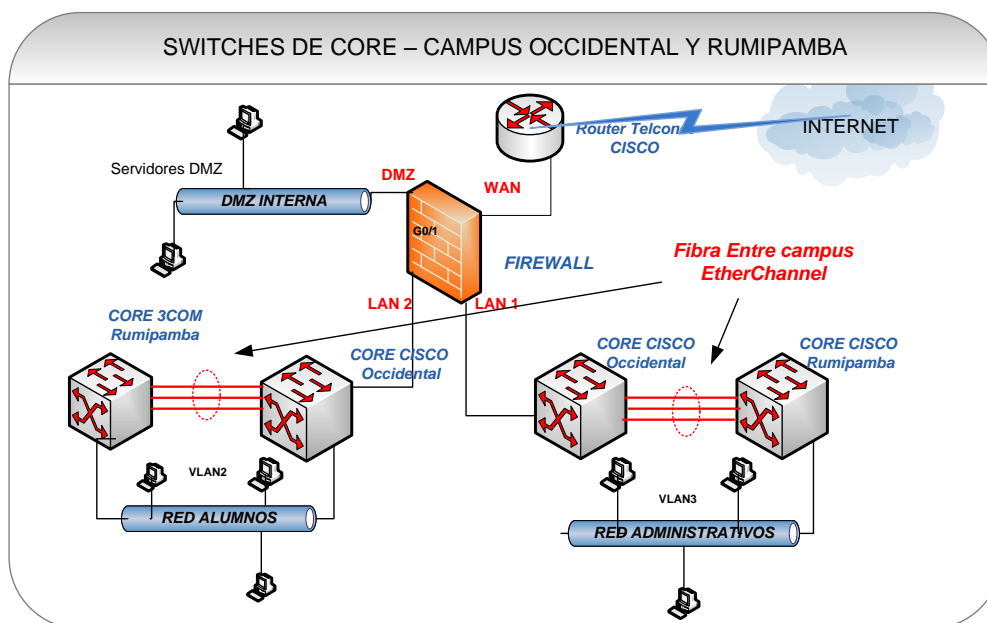 SWITCHES DE CORE – CAMPUS OCCIDENTAL Y RUMIPAMBA
INTERNET
Router Telcon
CISCO
Servidores DMZ
DMZ
WAN
DMZ INTERNA
G0/1
FIREWALL
Fibra Entre campus
EtherChannel
LAN 2
LAN 1
CORE 3COM
Rumipamba
CORE CISCO
Occidental
CORE CISCO
Occidental
CORE CISCO
Rumipamba
VLAN2
RED ALUMNOS
VLAN3
RED ADMINISTRATIVOS